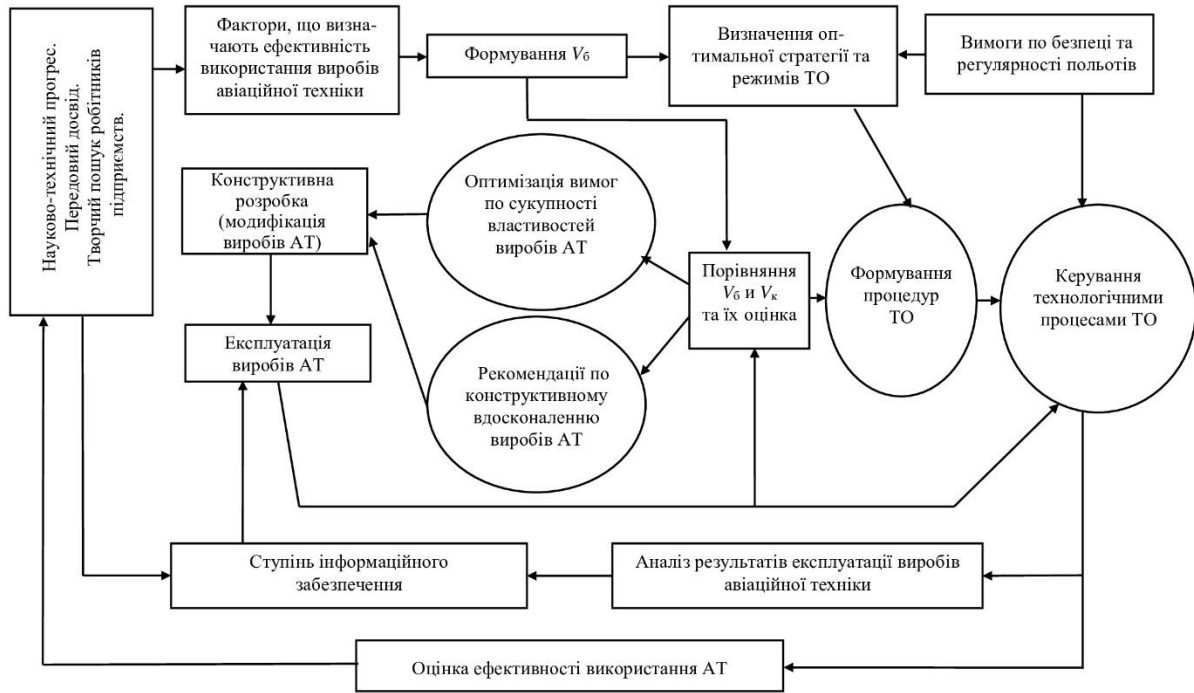 Науково-технічний прогрес.
Передовий досвід.
Творчий пошук робітників
підприємств.
Фактори, що визна-
чають ефективність
використання виробів
авіаційної техніки
Формування Vб
Визначення оп-
тимальної стратегії та
режимів ТО
Вимоги по безпеці та
регулярності польотів
Конструктивна
розробка
(модифікація
виробів АТ)
Оптимізація вимог
по сукупності
властивостей
виробів АТ
Порівняння
Vб и Vк
та їх оцінка
Формування
процедур
ТО
Керування
технологічними
процесами ТО
Експлуатація
виробів АТ
Рекомендації по
конструктивному
вдосконаленню
виробів АТ
Ступінь інформаційного
забезпечення
Аналіз результатів експлуатації виробів
авіаційної техніки
Оцінка ефективності використання АТ